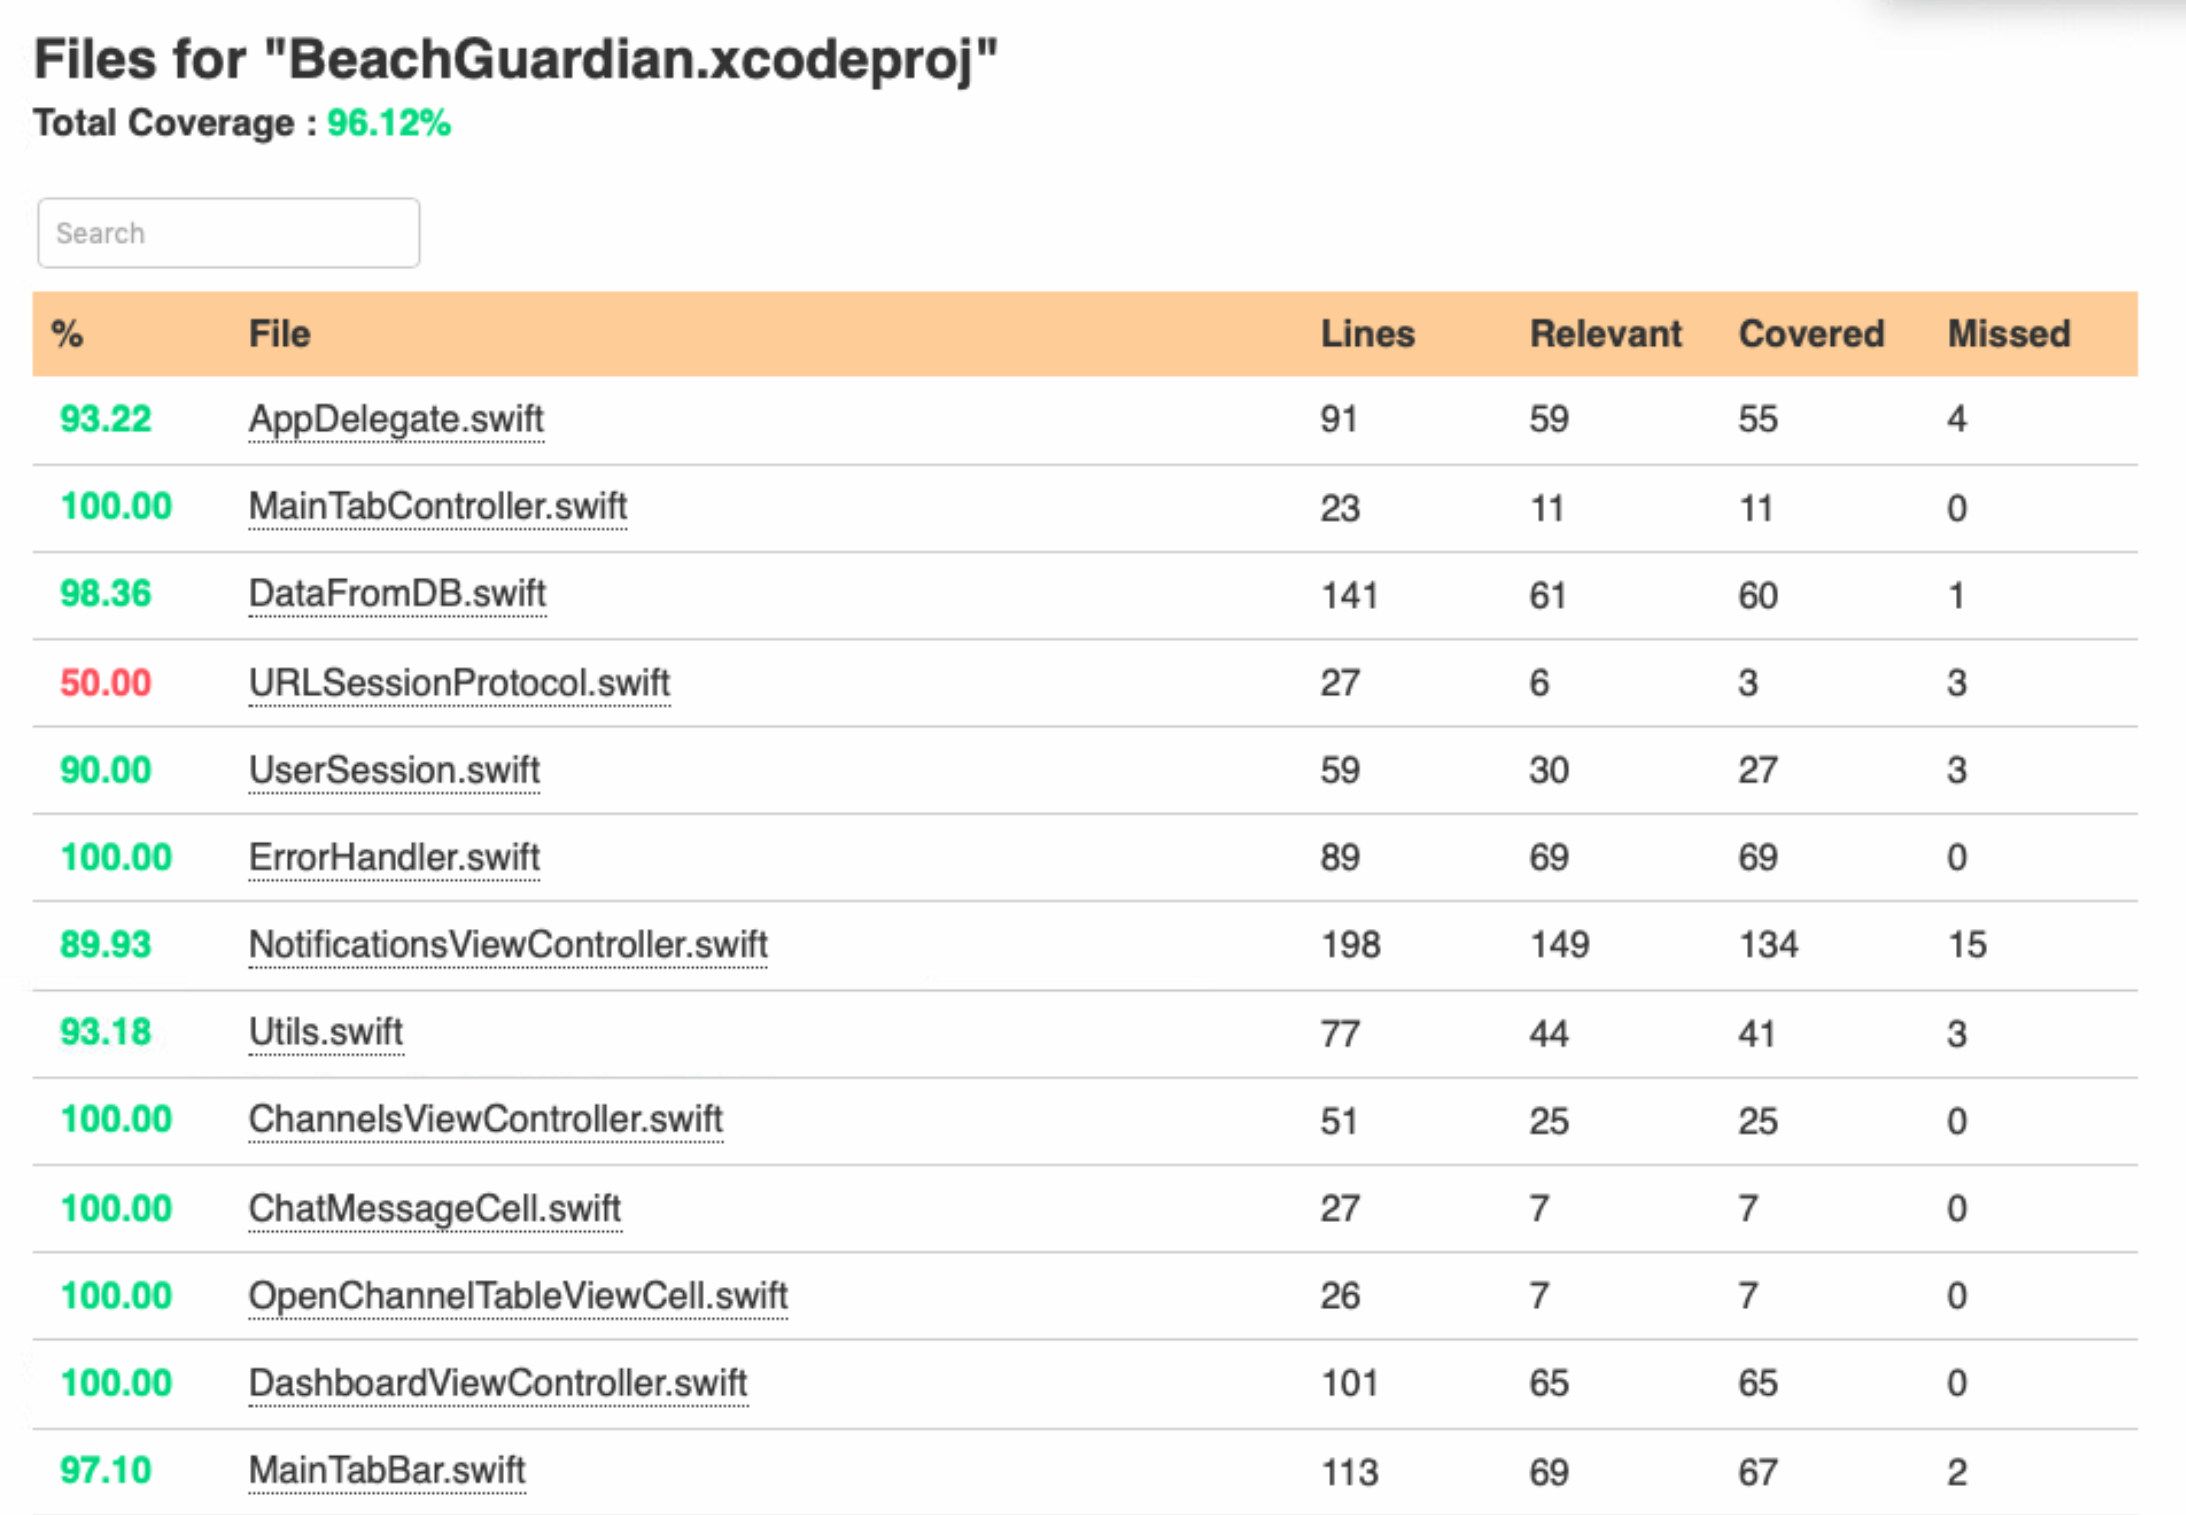 Files for "BeachGuardian.xcodeproj"
Total Coverage : 96.12%
Search
% File Lines Relevant Covered Missed
93.22 AppDelegate.swift 91 59 55 4
100.00 MainTabController.swift 23 11 11 0
98.36 DataFromDB.swift 141 61 60 1
50.00 URLSessionProtocol.swift 27 6 3 3
90.00 UserSession.swift 59 30 27 3
100.00 ErrorHandler.swift 89 69 69 0
89.93 NotificationsViewController.swift 198 149 134 15
93.18 Utils.swift 77 44 41 3
100.00 ChannelsViewController.swift 51 25 25 0
100.00 ChatMessageCell.swift 27 7 7 0
100.00 OpenChannelTableViewCell.swift 26 7 7 0
100.00 DashboardViewController.swift 101 65 65 0
97.10 MainTabBar.swift 113 69 67 2